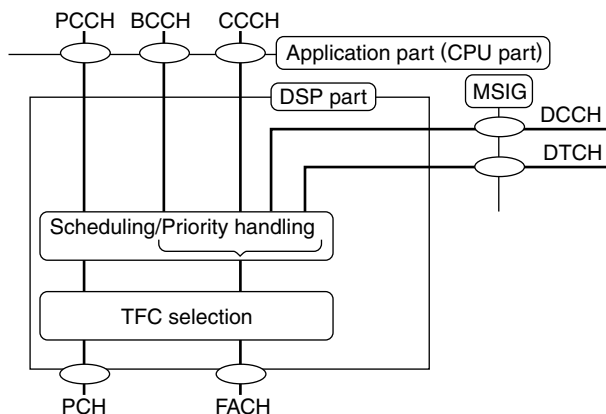 PCCH BCCH CCCH
Application part (CPU part)
DSP part
MSIG
DCCH
DTCH
Scheduling/Priority handling
TFC selection
PCH
FACH